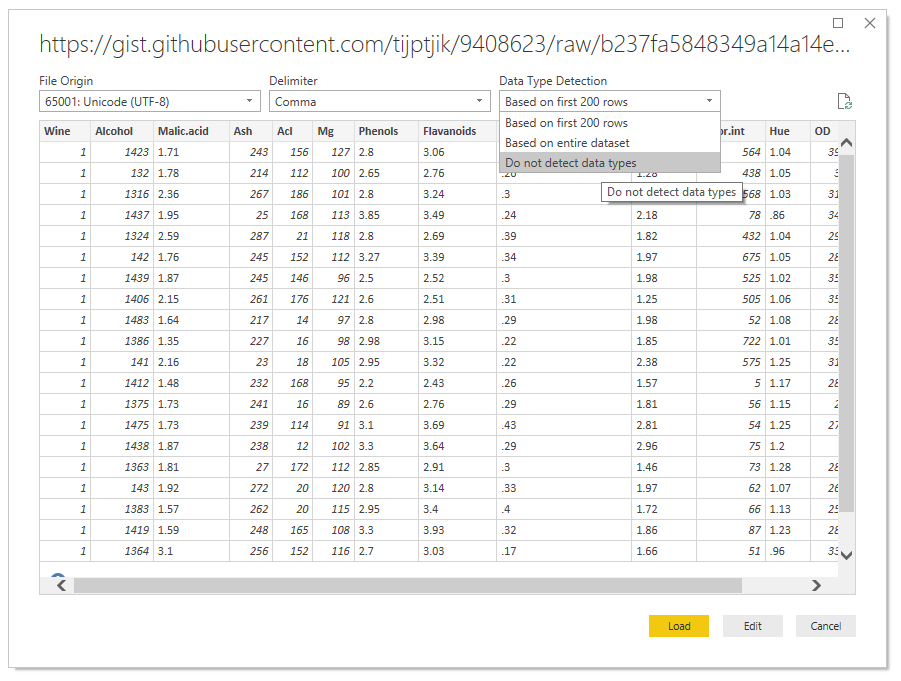 https://gist.githubusercontent.com/tijptjik/9408623/raw/b237fa5848349a14a14e...
File Origin Delimiter Data Type Detection
65001: Unicode (UTF-8) Comma Based on first 200 rows
Based on first 200 rows
Based on entire dataset
Do not detect data types
Do not detect data types
Wine Alcohol Malic.acid Ash Acl Mg Phenols Flavanoids or.int Hue OD
1 1423 1.71 243 156 127 2.8 3.06 564 1.04 39
1 132 1.78 214 112 100 2.65 2.76 .26 1.28 438 1.05 3
1 1316 2.36 267 186 101 2.8 3.24 .3 568 1.03 31
1 1437 1.95 25 168 113 3.85 3.49 .24 2.18 78 .86 34
1 1324 2.59 287 21 118 2.8 2.69 .39 1.82 432 1.04 29
1 142 1.76 245 152 112 3.27 3.39 .34 1.97 675 1.05 28
1 1439 1.87 245 146 96 2.5 2.52 .3 1.98 525 1.02 35
1 1406 2.15 261 176 121 2.6 2.51 .31 1.25 505 1.06 35
1 1483 1.64 217 14 97 2.8 2.98 .29 1.98 52 1.08 28
1 1386 1.35 227 16 98 2.98 3.15 .22 1.85 722 1.01 35
1 141 2.16 23 18 105 2.95 3.32 .22 2.38 575 1.25 31
1 1412 1.48 232 168 95 2.2 2.43 .26 1.57 5 1.17 28
1 1375 1.73 241 16 89 2.6 2.76 .29 1.81 56 1.15 2
1 1475 1.73 239 114 91 3.1 3.69 .43 2.81 54 1.25 27
1 1438 1.87 238 12 102 3.3 3.64 .29 2.96 75 1.2
1 1363 1.81 27 172 112 2.85 2.91 .3 1.46 73 1.28 28
1 143 1.92 272 20 120 2.8 3.14 .33 1.97 62 1.07 26
1 1383 1.57 262 20 115 2.95 3.4 .4 1.72 66 1.13 25
1 1419 1.59 248 165 108 3.3 3.93 .32 1.86 87 1.23 28
1 1364 3.1 256 152 116 2.7 3.03 .17 1.66 51 .96 33
Load Edit Cancel